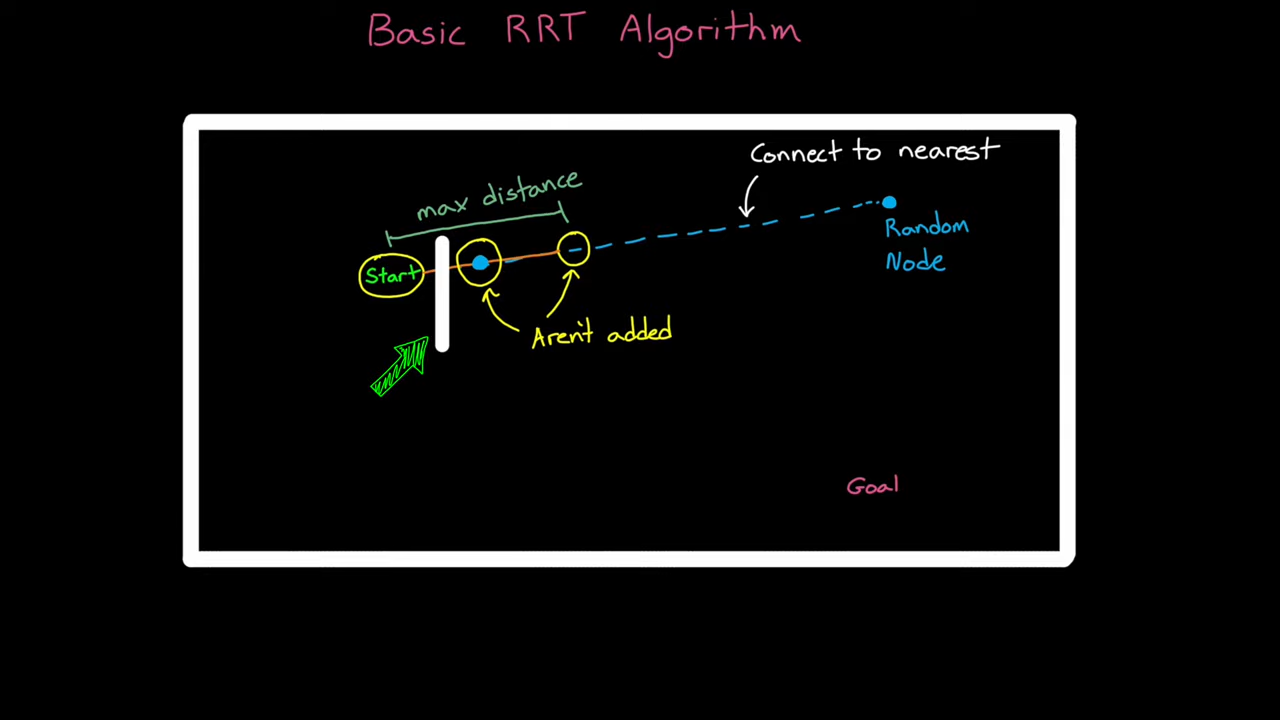 Basic RRT Algorithm
Connect to nearest
max distance
Random
Node
Start
Aren't added
Goal